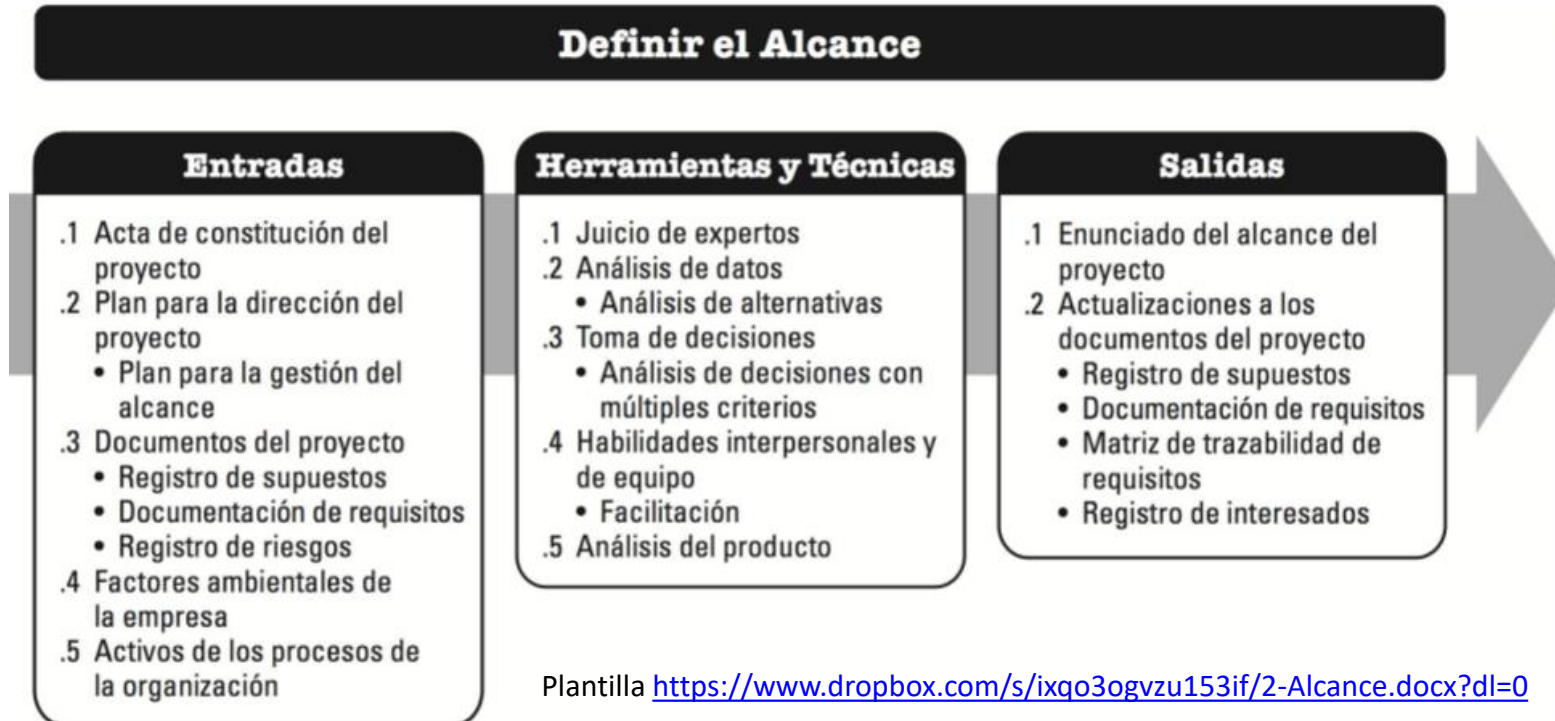 Definir el Alcance
Entradas
.1 Acta de constitución del
proyecto
.2 Plan para la dirección del
proyecto
• Plan para la gestión del
alcance
.3 Documentos del proyecto
• Registro de supuestos
• Documentación de requisitos
• Registro de riesgos
.4 Factores ambientales de
la empresa
.5 Activos de los procesos de
la organización
Herramientas y Técnicas
.1 Juicio de expertos
.2 Análisis de datos
• Análisis de alternativas
.3 Toma de decisiones
• Análisis de decisiones con
múltiples criterios
.4 Habilidades interpersonales y
de equipo
• Facilitación
.5 Análisis del producto
Salidas
.1 Enunciado del alcance del
proyecto
.2 Actualizaciones a los
documentos del proyecto
• Registro de supuestos
• Documentación de requisitos
• Matriz de trazabilidad de
requisitos
• Registro de interesados
Plantilla https://www.dropbox.com/s/ixqo3ogvzu153if/2-Alcance.docx?dl=0